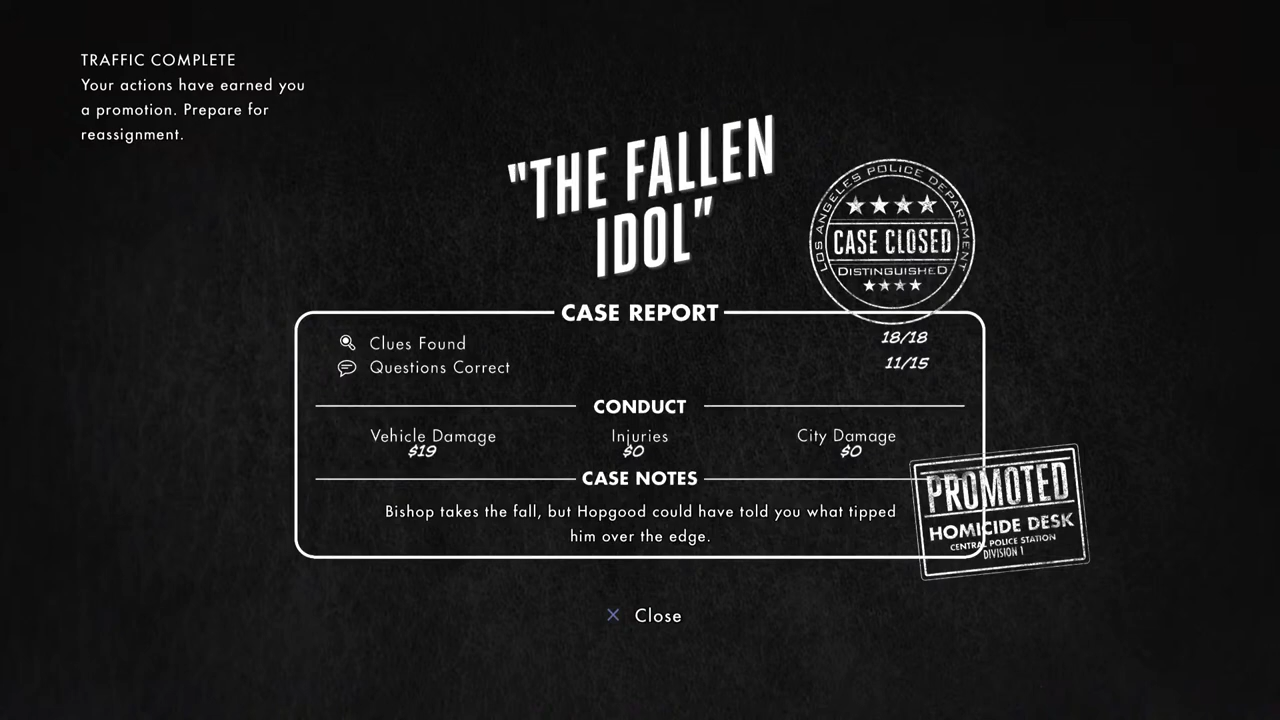 TRAFFIC COMPLETE
Your actions have earned you
a promotion. Prepare for
reassignment.
"THE FALLEN
IDOL"
LOS ANGELES POLICE DEPARTMENT
CASE CLOSED
DISTINGUISHED
CASE REPORT
Clues Found 18/18
Questions Correct 11/15
CONDUCT
Vehicle Damage Injuries City Damage
$19 $0 $0
CASE NOTES
Bishop takes the fall, but Hopgood could have told you what tipped
him over the edge.
PROMOTED
HOMICIDE DESK
CENTRAL POLICE STATION
DIVISION 1
Close